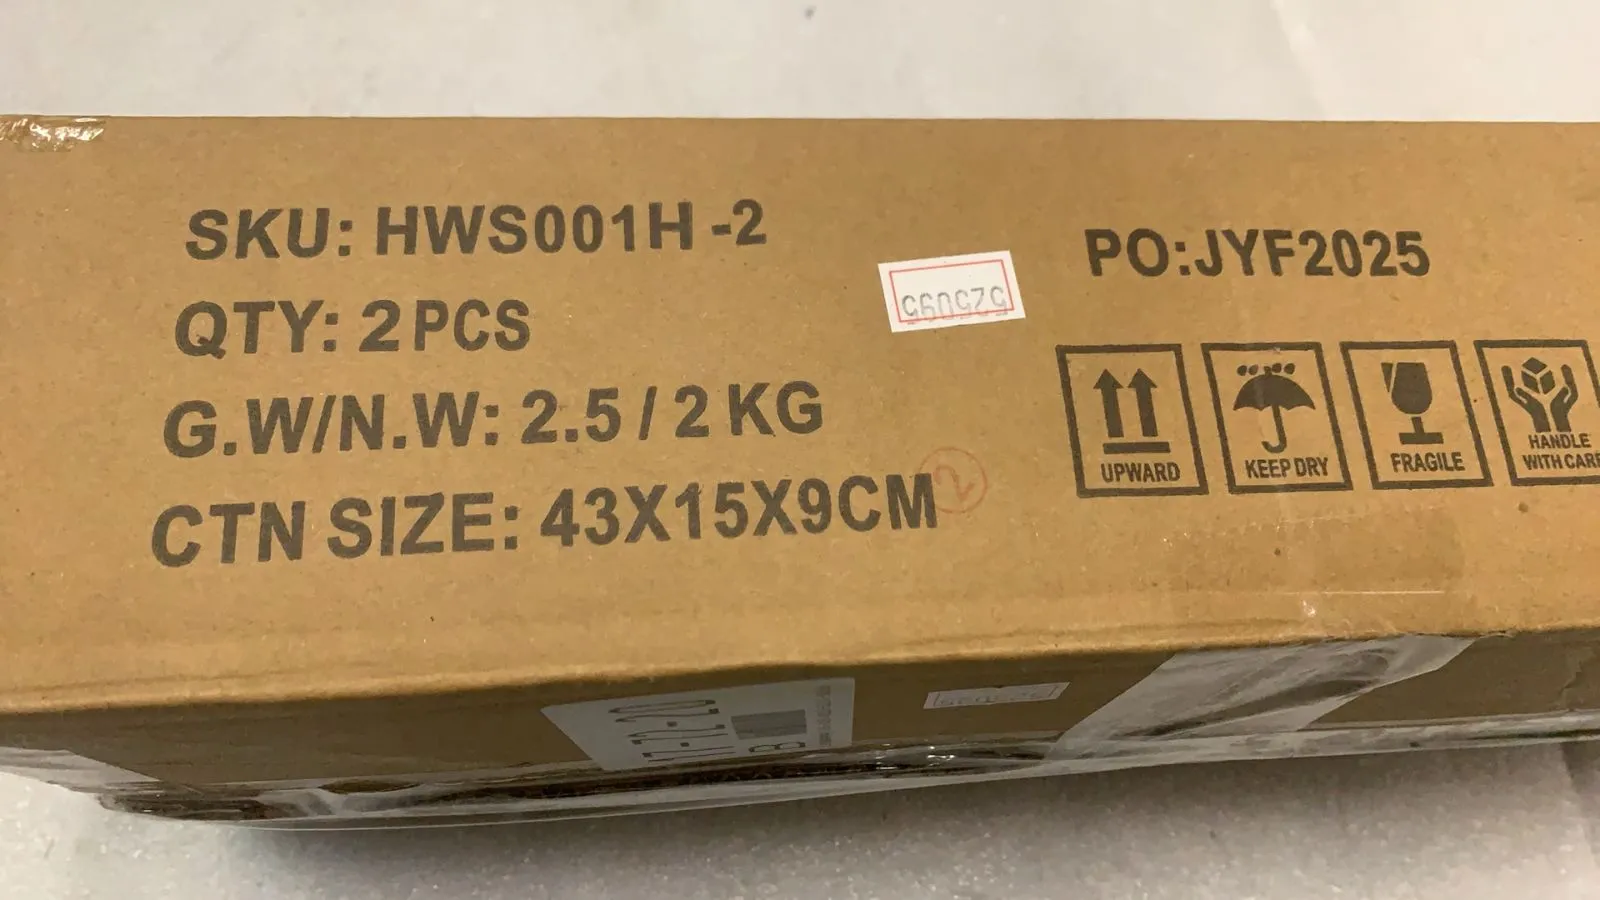 SKU: HWS001H -2
QTY: 2PCS
G.W/N.W: 2.5 / 2 KG
CTN SIZE: 43X15X9CM
2
PO:JYF2025
UPWARD
KEEP DRY
FRAGILE
HANDLE
WITH CARE